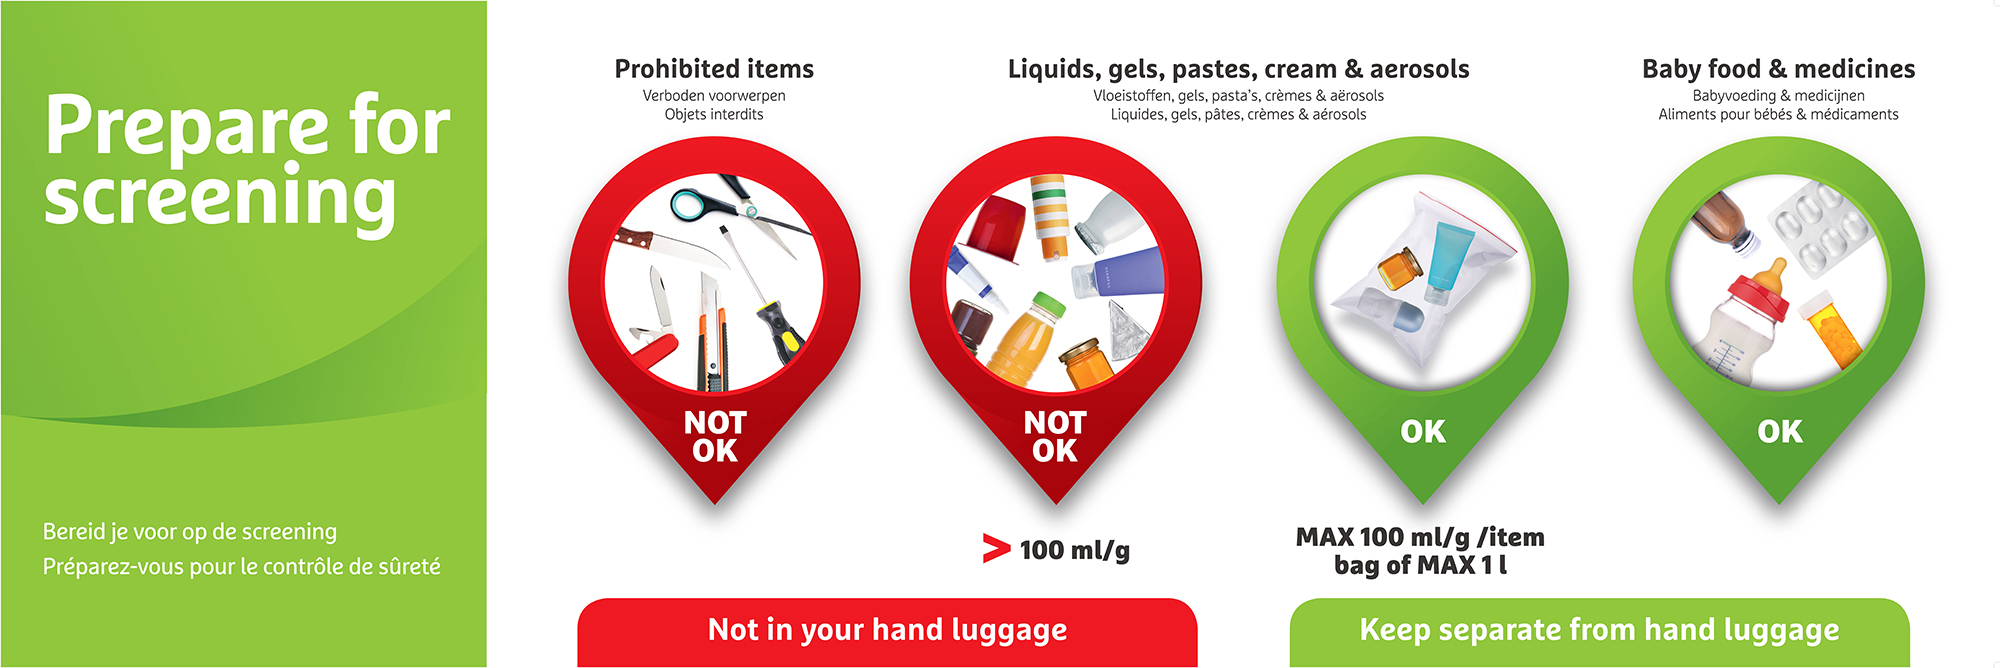 Prepare for
screening
Bereid je voor op de screening
Préparez-vous pour le contrôle de sûreté
Prohibited items
Verboden voorwerpen
Objets interdits
NOT
OK
Liquids, gels, pastes, cream & aerosols
Vloeistoffen, gels, pasta's, crèmes & aërosols
Liquides, gels, pâtes, crèmes & aérosols
NOT
OK
> 100 ml/g
OK
MAX 100 ml/g /item
bag of MAX 1 l
Baby food & medicines
Babyvoeding & medicijnen
Aliments pour bébés & médicaments
OK
Not in your hand luggage
Keep separate from hand luggage